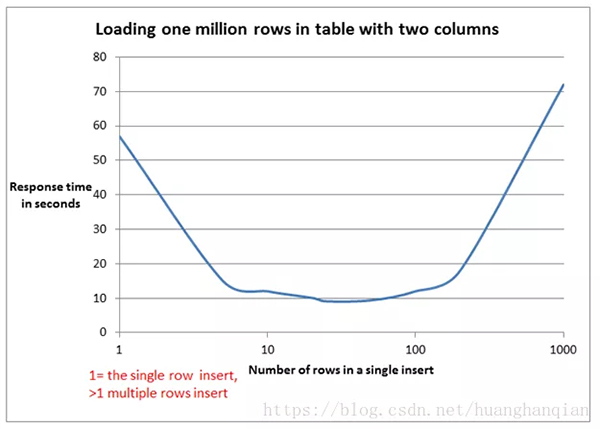 Loading one million rows in table with two columns
80
70
60
50
40
30
20
10
0
Response time
in seconds
1
10
100
1000
Number of rows in a single insert
1= the single row insert,
>1 multiple rows insert
https://blog.csdn.net/huanghanqian